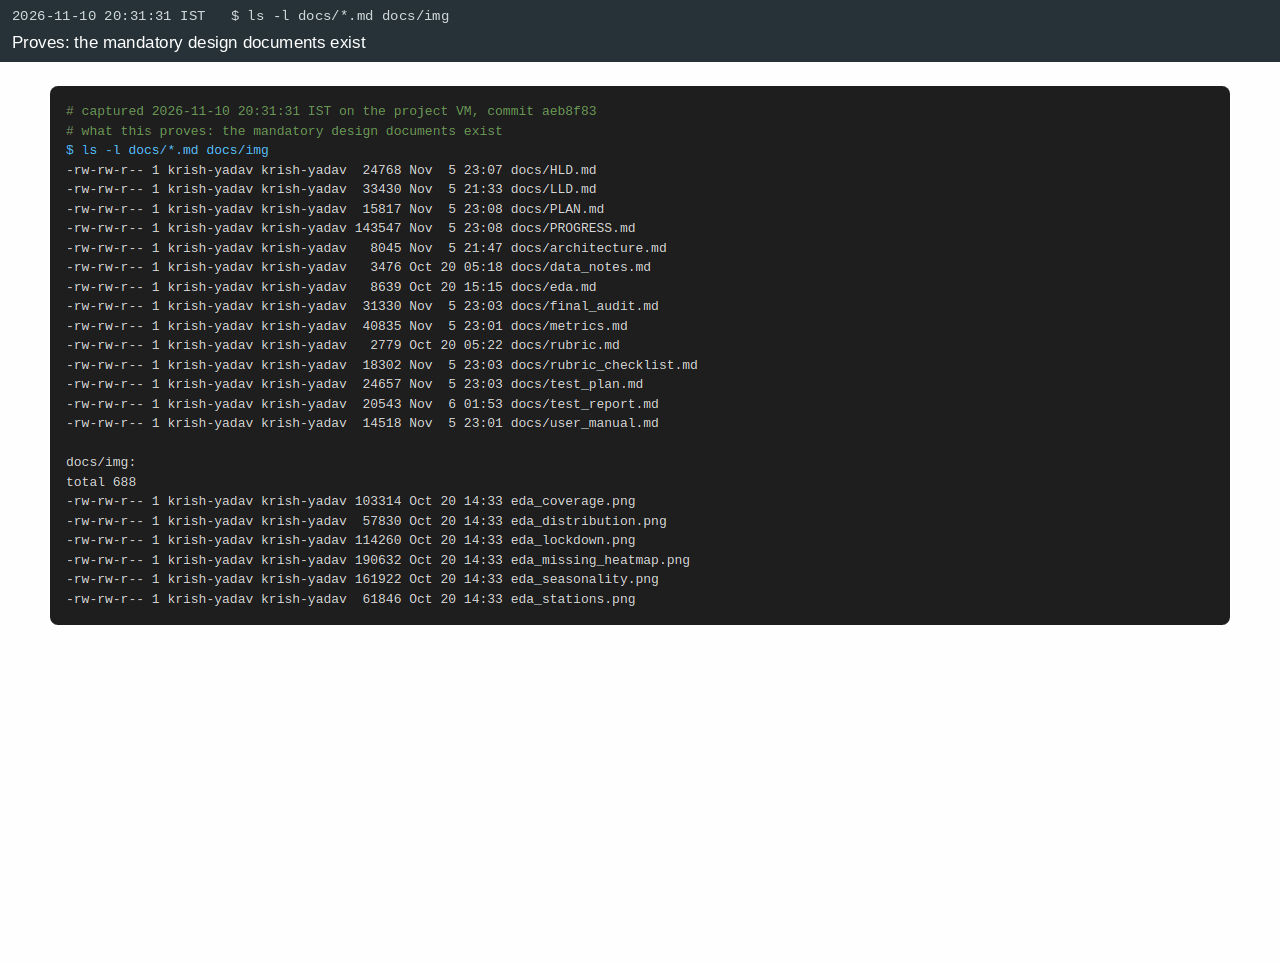 2026-11-10 20:31:31 IST   $ ls -l docs/*.md docs/img
Proves: the mandatory design documents exist
# captured 2026-11-10 20:31:31 IST on the project VM, commit aeb8f83
# what this proves: the mandatory design documents exist
$ ls -l docs/*.md docs/img
-rw-rw-r-- 1 krish-yadav krish-yadav  24768 Nov  5 23:07 docs/HLD.md
-rw-rw-r-- 1 krish-yadav krish-yadav  33430 Nov  5 21:33 docs/LLD.md
-rw-rw-r-- 1 krish-yadav krish-yadav  15817 Nov  5 23:08 docs/PLAN.md
-rw-rw-r-- 1 krish-yadav krish-yadav 143547 Nov  5 23:08 docs/PROGRESS.md
-rw-rw-r-- 1 krish-yadav krish-yadav   8045 Nov  5 21:47 docs/architecture.md
-rw-rw-r-- 1 krish-yadav krish-yadav   3476 Oct 20 05:18 docs/data_notes.md
-rw-rw-r-- 1 krish-yadav krish-yadav   8639 Oct 20 15:15 docs/eda.md
-rw-rw-r-- 1 krish-yadav krish-yadav  31330 Nov  5 23:03 docs/final_audit.md
-rw-rw-r-- 1 krish-yadav krish-yadav  40835 Nov  5 23:01 docs/metrics.md
-rw-rw-r-- 1 krish-yadav krish-yadav   2779 Oct 20 05:22 docs/rubric.md
-rw-rw-r-- 1 krish-yadav krish-yadav  18302 Nov  5 23:03 docs/rubric_checklist.md
-rw-rw-r-- 1 krish-yadav krish-yadav  24657 Nov  5 23:03 docs/test_plan.md
-rw-rw-r-- 1 krish-yadav krish-yadav  20543 Nov  6 01:53 docs/test_report.md
-rw-rw-r-- 1 krish-yadav krish-yadav  14518 Nov  5 23:01 docs/user_manual.md
docs/img:
total 688
-rw-rw-r-- 1 krish-yadav krish-yadav 103314 Oct 20 14:33 eda_coverage.png
-rw-rw-r-- 1 krish-yadav krish-yadav  57830 Oct 20 14:33 eda_distribution.png
-rw-rw-r-- 1 krish-yadav krish-yadav 114260 Oct 20 14:33 eda_lockdown.png
-rw-rw-r-- 1 krish-yadav krish-yadav 190632 Oct 20 14:33 eda_missing_heatmap.png
-rw-rw-r-- 1 krish-yadav krish-yadav 161922 Oct 20 14:33 eda_seasonality.png
-rw-rw-r-- 1 krish-yadav krish-yadav  61846 Oct 20 14:33 eda_stations.png